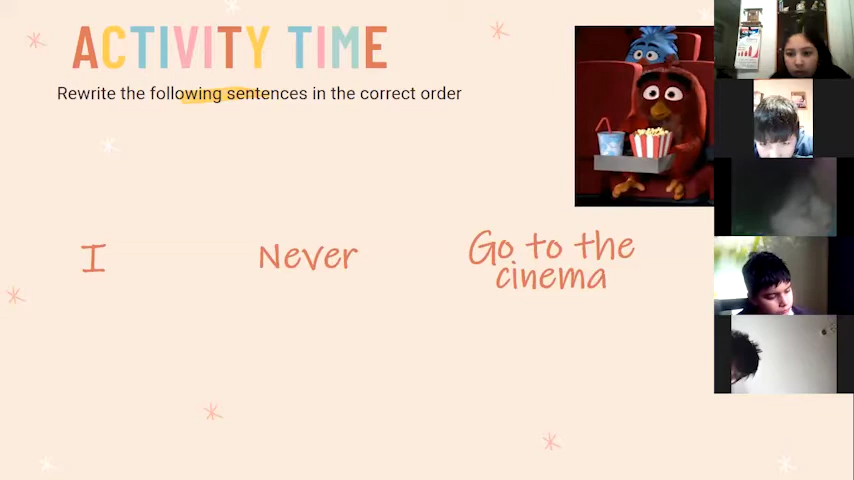 ACTIVITY TIME
Rewrite the following sentences in the correct order
I Never Go to the
cinema